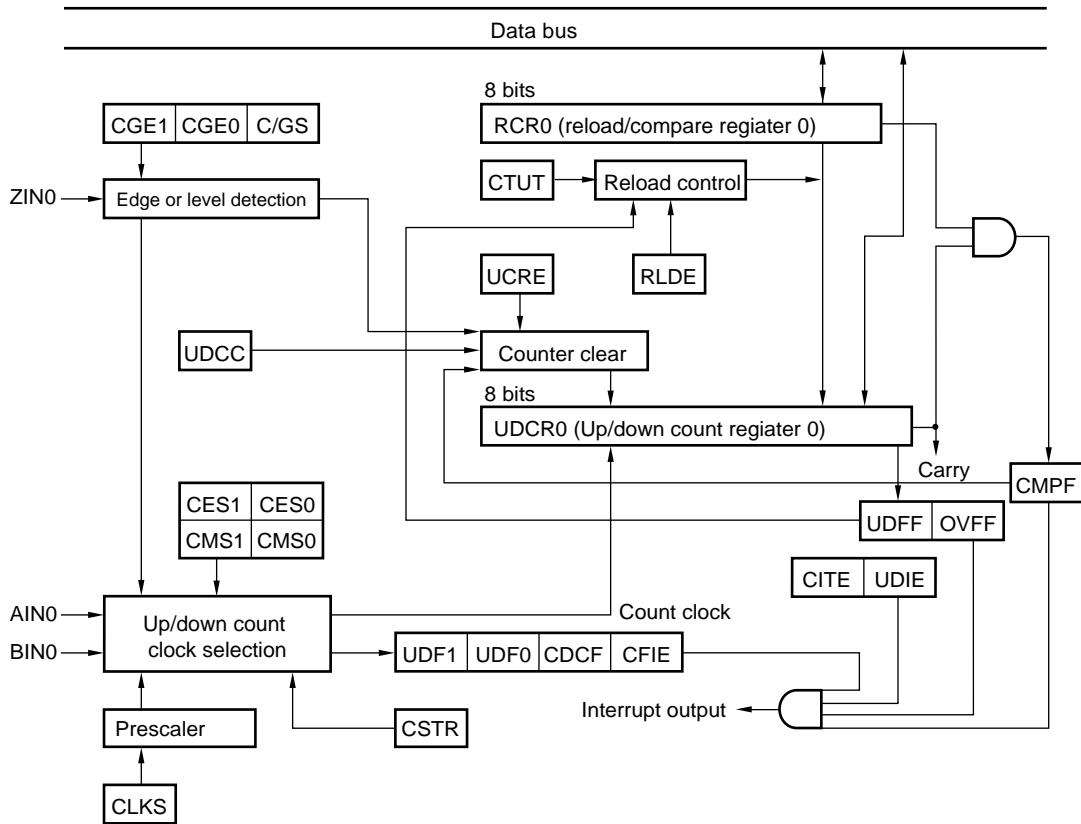 Data bus
8 bits
CGE1 CGE0 C/GS
RCR0 (reload/compare regiater 0)
CTUT
Reload control
ZIN0
Edge or level detection
UCRE
RLDE
UDCC
Counter clear
8 bits
UDCR0 (Up/down count regiater 0)
Carry
CMPF
CES1 CES0
CMS1 CMS0
UDFF OVFF
CITE UDIE
AIN0
BIN0
Up/down count
clock selection
Count clock
UDF1 UDF0 CDCF CFIE
Interrupt output
Prescaler
CSTR
CLKS